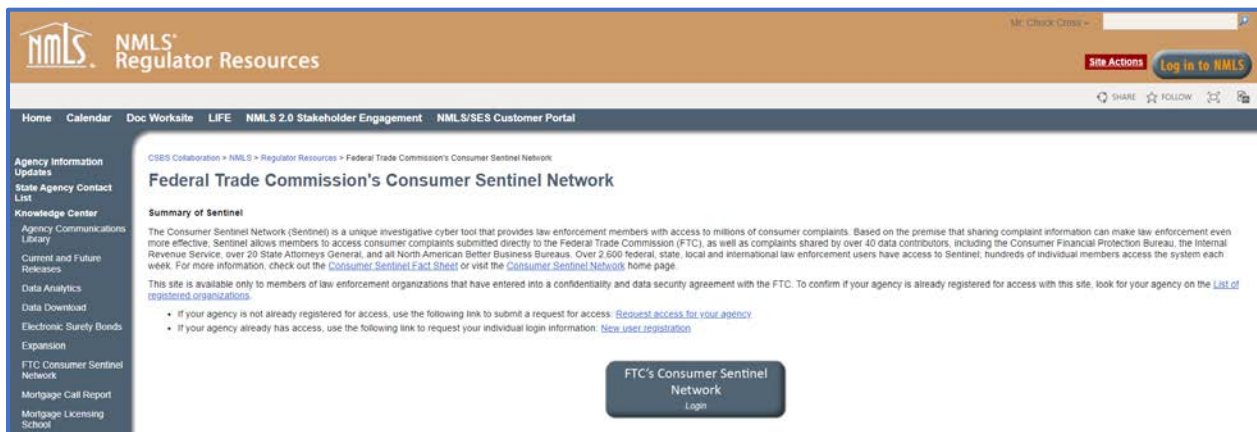 Mr. Chuck Cross
NMLS.
NMLS®
Regulator Resources
Site Actions
Log in to NMLS
SHARE
FOLLOW
Home
Calendar
Doc Worksite
LIFE
NMLS 2.0 Stakeholder Engagement
NMLS/SES Customer Portal
Agency Information
Updates
State Agency Contact
List
Knowledge Center
Agency Communications
Library
Current and Future
Releases
Data Analytics
Data Download
Electronic Surety Bonds
Expansion
FTC Consumer Sentinel
Network
Mortgage Call Report
Mortgage Licensing
School
CSBS Collaboration > NMLS > Regulator Resources > Federal Trade Commission's Consumer Sentinel Network
Federal Trade Commission's Consumer Sentinel Network
Summary of Sentinel
The Consumer Sentinel Network (Sentinel) is a unique investigative cyber tool that provides law enforcement members with access to millions of consumer complaints. Based on the premise that sharing complaint information can make law enforcement even
more effective, Sentinel allows members to access consumer complaints submitted directly to the Federal Trade Commission (FTC), as well as complaints shared by over 40 data contributors, including the Consumer Financial Protection Bureau, the Internal
Revenue Service, over 20 State Attorneys General, and all North American Better Business Bureaus. Over 2,600 federal, state, local and international law enforcement users have access to Sentinel, hundreds of individual members access the system each
week. For more information, check out the Consumer Sentinel Fact Sheet or visit the Consumer Sentinel Network home page.
This site is available only to members of law enforcement organizations that have entered into a confidentiality and data security agreement with the FTC. To confirm if your agency is already registered for access with this site, look for your agency on the List of
registered organizations.
• If your agency is not already registered for access, use the following link to submit a request for access: Request access for your agency
• If your agency already has access, use the following link to request your individual login information: New user registration
FTC's Consumer Sentinel
Network
Login